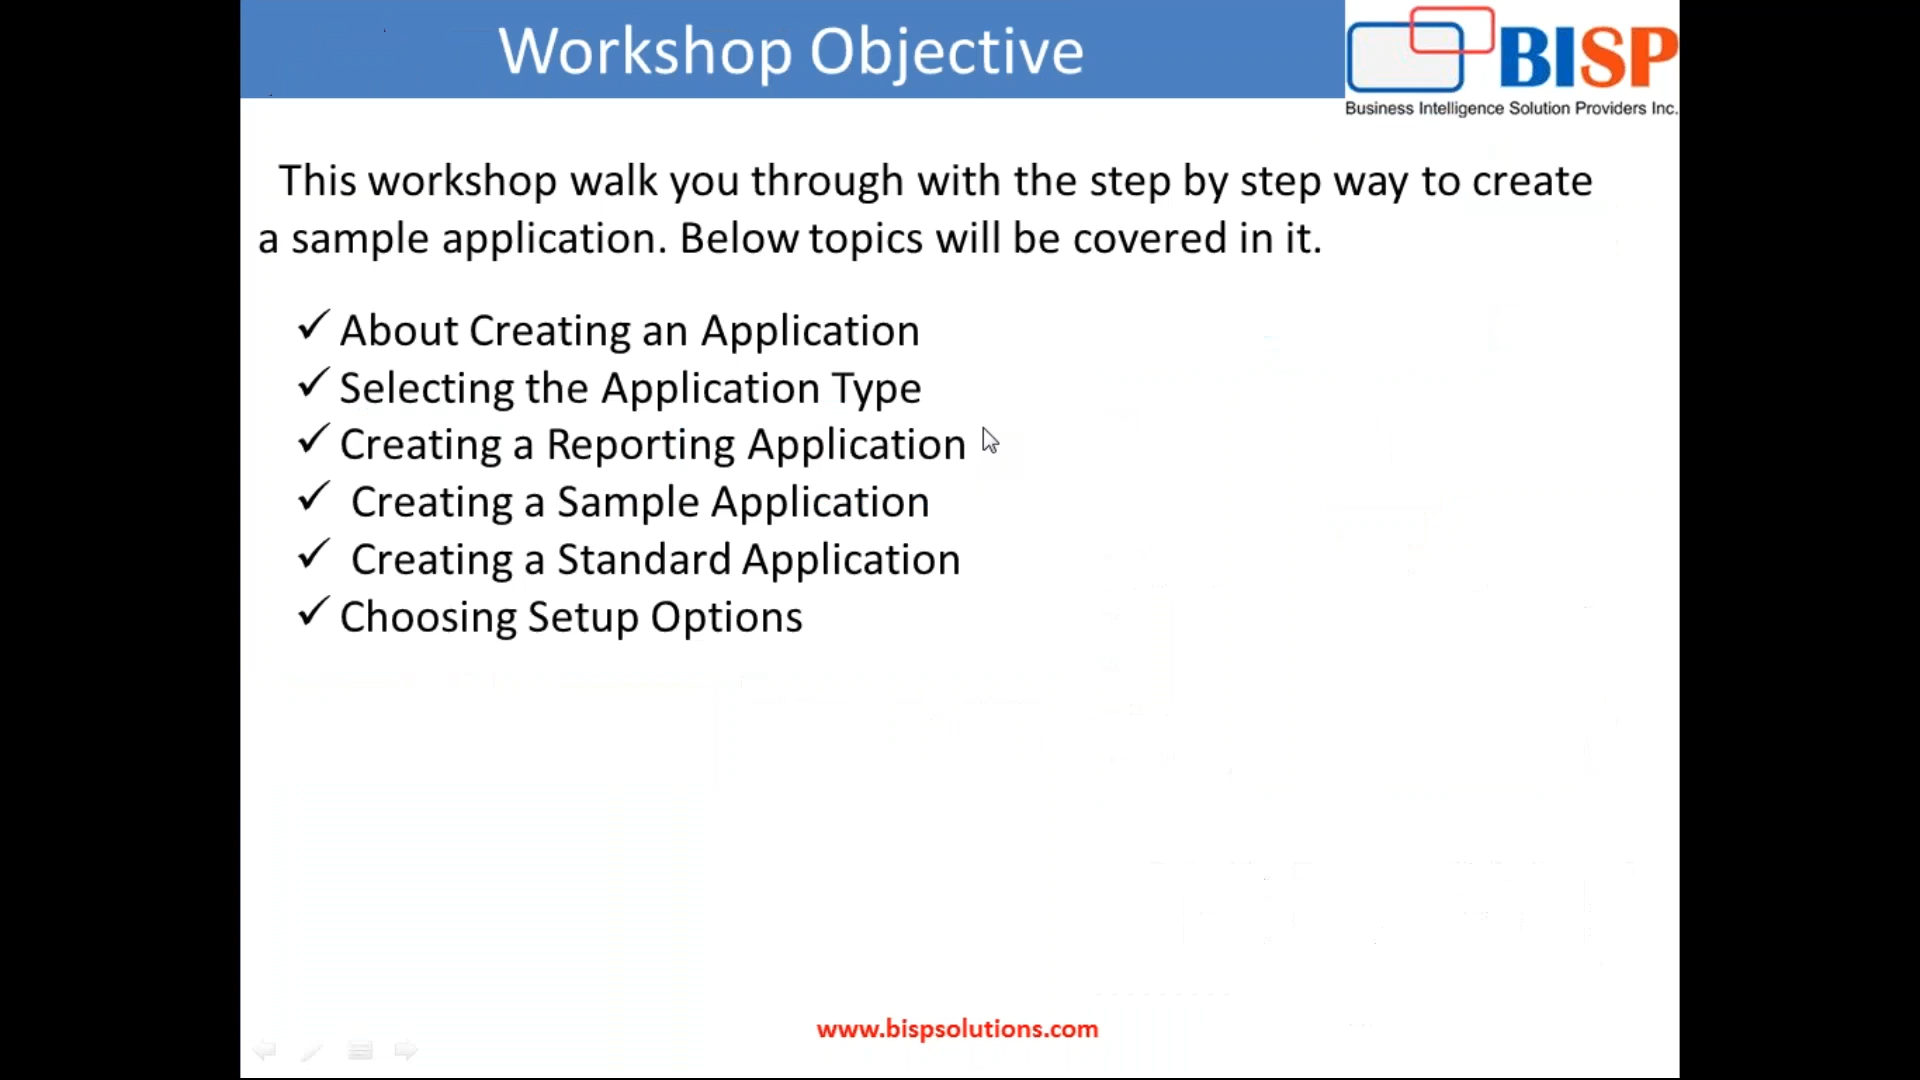 Workshop Objective
BISP
Business Intelligence Solution Providers Inc.
This workshop walk you through with the step by step way to create
a sample application. Below topics will be covered in it.
✓ About Creating an Application
✓ Selecting the Application Type
✓ Creating a Reporting Application
✓ Creating a Sample Application
✓ Creating a Standard Application
✓ Choosing Setup Options
www.bispsolutions.com